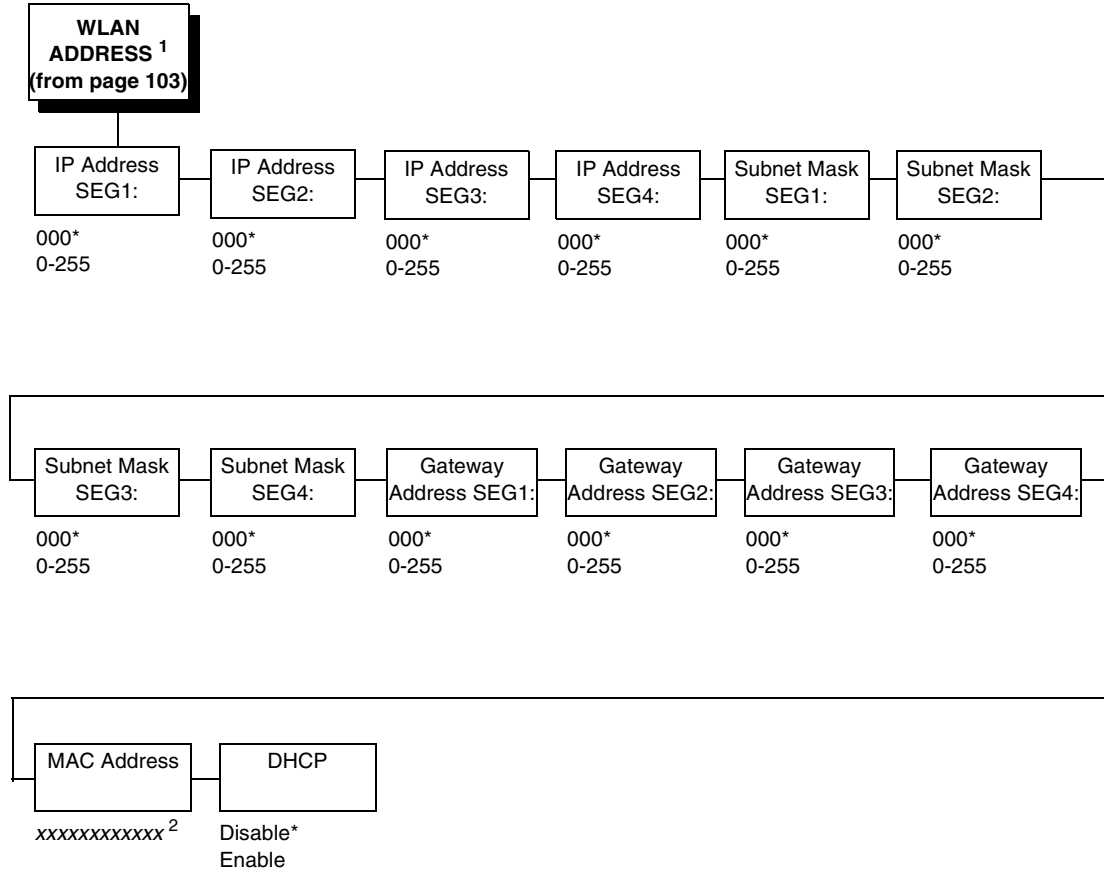 WLAN
ADDRESS 1
(from page 103)
IP Address
SEG1:
000*
0-255
IP Address
SEG2:
000*
0-255
IP Address
SEG3:
000*
0-255
IP Address
SEG4:
000*
0-255
Subnet Mask
SEG1:
000*
0-255
Subnet Mask
SEG2:
000*
0-255
Subnet Mask
SEG3:
000*
0-255
Subnet Mask
SEG4:
000*
0-255
Gateway
Address SEG1:
000*
0-255
Gateway
Address SEG2:
000*
0-255
Gateway
Address SEG3:
000*
0-255
Gateway
Address SEG4:
000*
0-255
MAC Address
xxxxxxxxxxxx 2
DHCP
Disable*
Enable